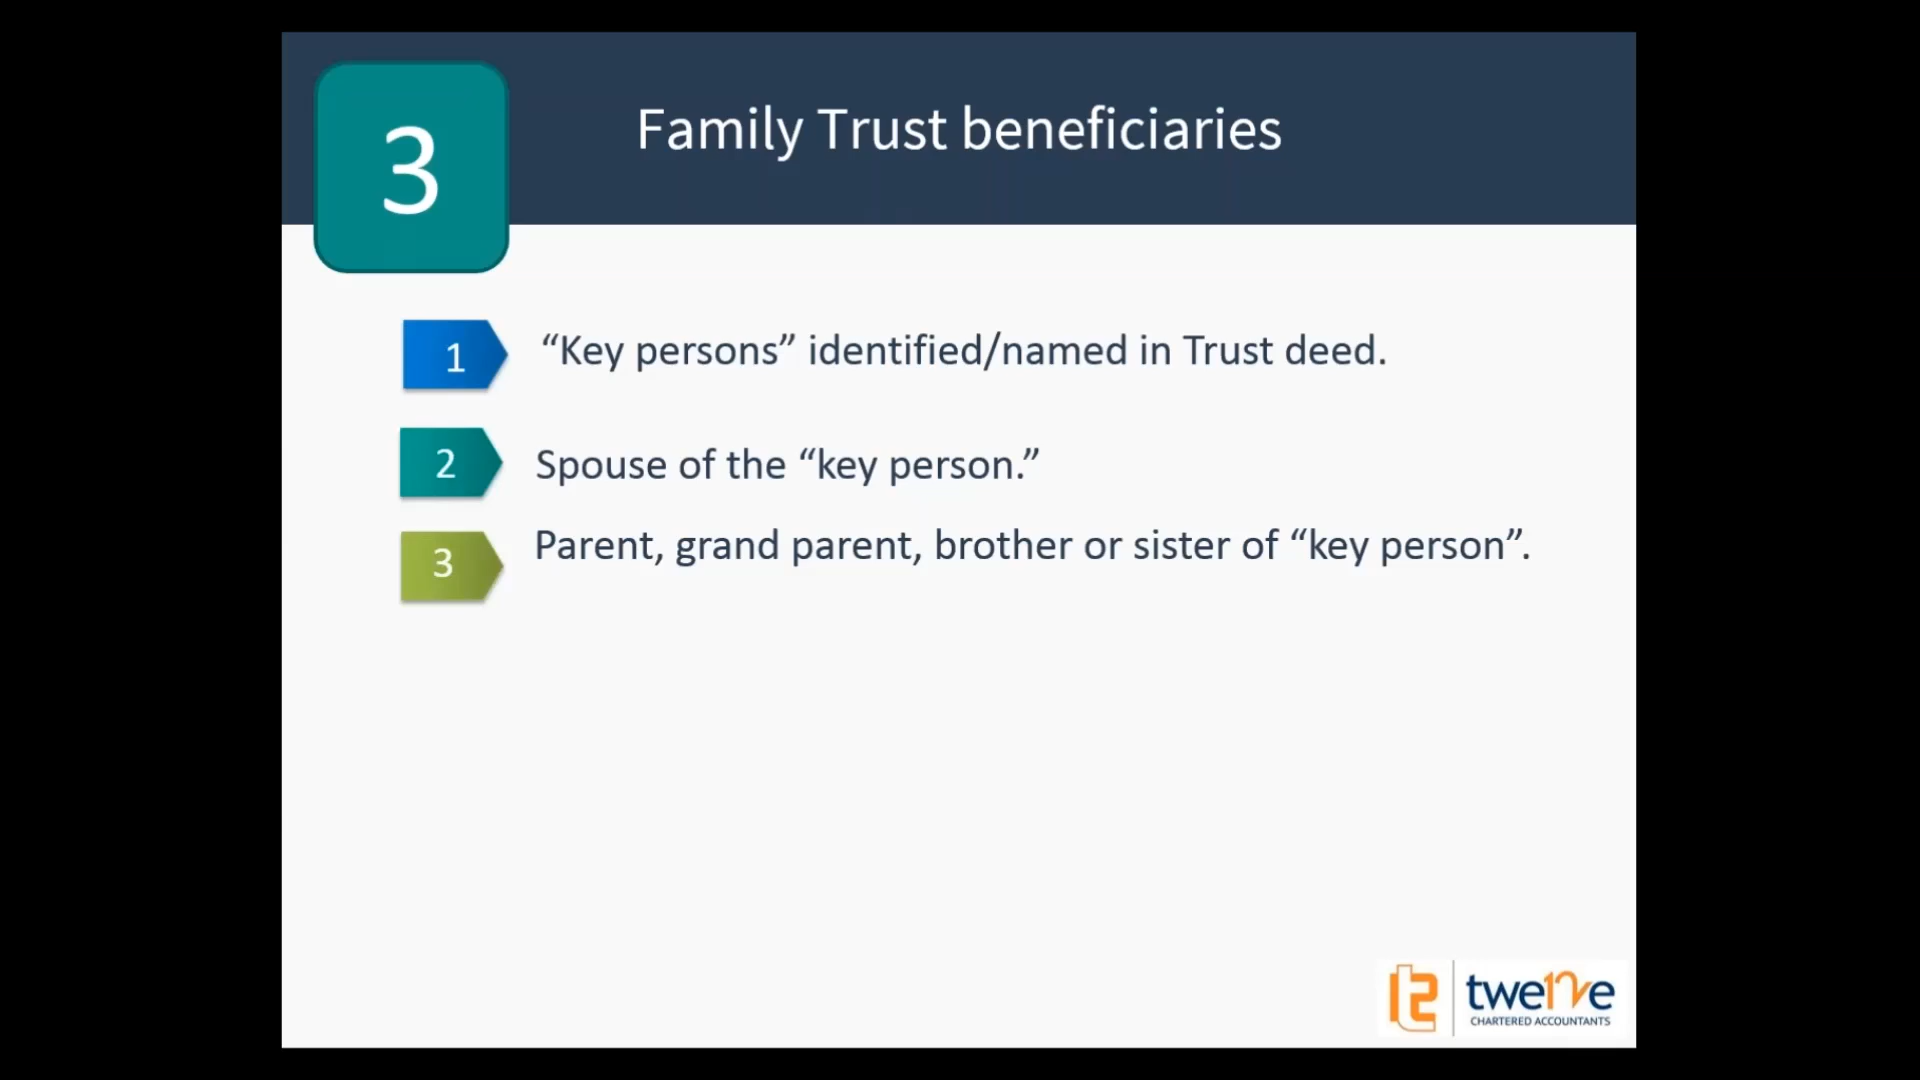 3
Family Trust beneficiaries
1
“Key persons” identified/named in Trust deed.
2
Spouse of the “key person.”
3
Parent, grand parent, brother or sister of “key person”.
twe12ve
CHARTERED ACCOUNTANTS